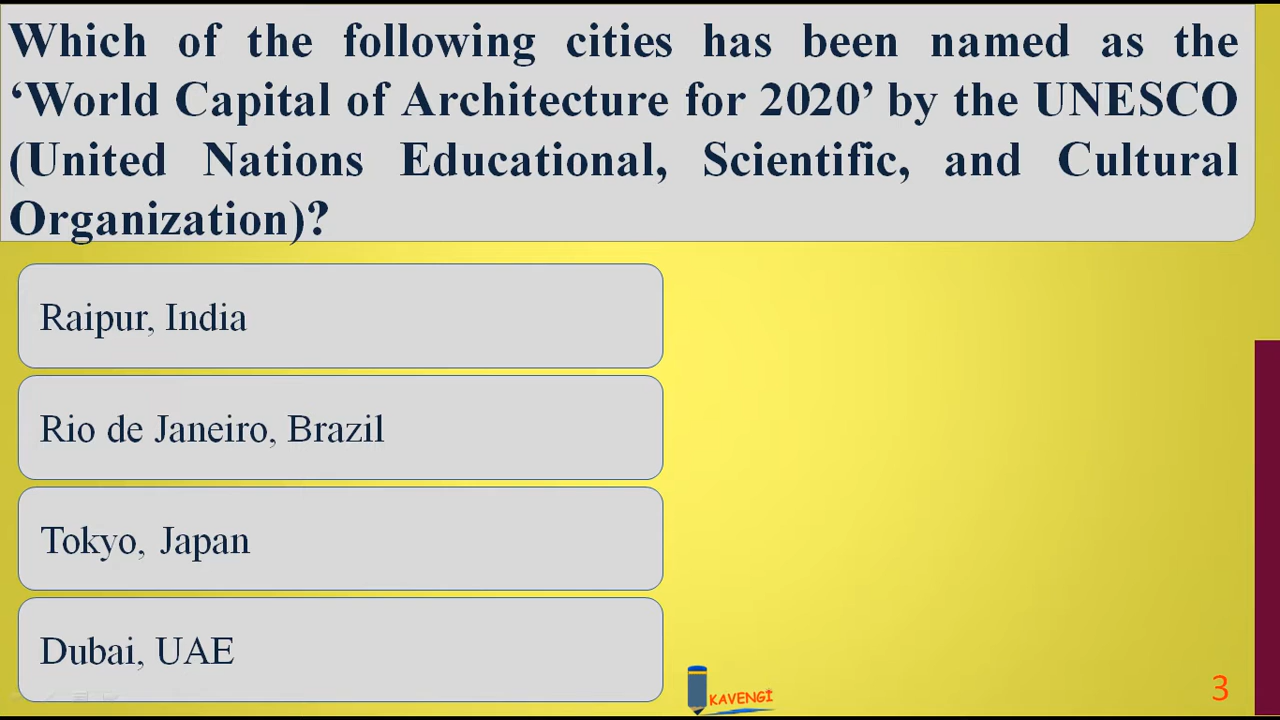 Which of the following cities has been named as the
‘World Capital of Architecture for 2020’ by the UNESCO
(United Nations Educational, Scientific, and Cultural
Organization)?
Raipur, India
Rio de Janeiro, Brazil
Tokyo, Japan
Dubai, UAE
KAVENGI
3